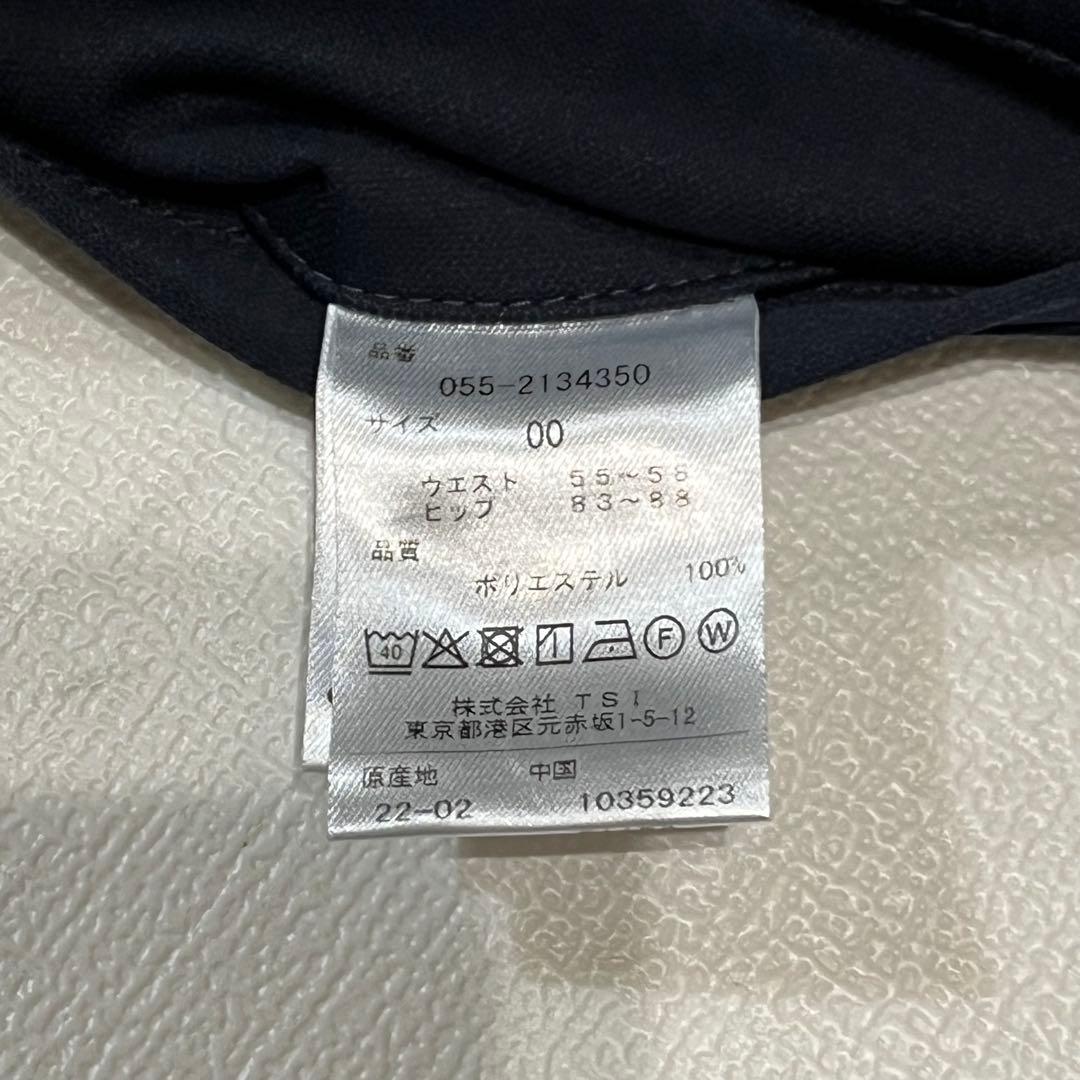 品番
055-2134350
サイズ 00
ウエスト 55~58
ヒップ 83~88
品質
ポリエステル 100%
40 F W
株式会社 TSI
東京都港区元赤坂1-5-12
原産地 中国
22-02 10359223